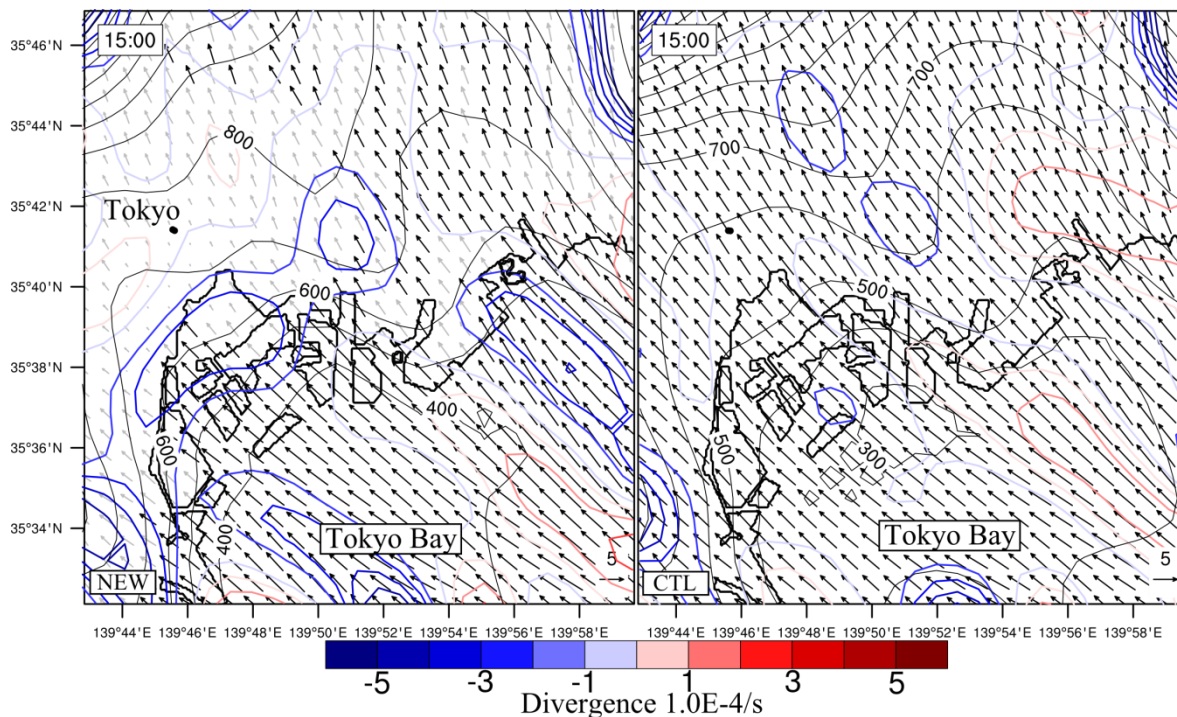 15:00
15:00
35°46'N
35°44'N
35°42'N
35°40'N
35°38'N
35°36'N
35°34'N
800
700
700
Tokyo
600
500
400
300
600
500
400
Tokyo Bay
Tokyo Bay
5
5
NEW
CTL
139°44'E 139°46'E 139°48'E 139°50'E 139°52'E 139°54'E 139°56'E 139°58'E
139°44'E 139°46'E 139°48'E 139°50'E 139°52'E 139°54'E 139°56'E 139°58'E
-5 -3 -1 1 3 5
Divergence 1.0E-4/s